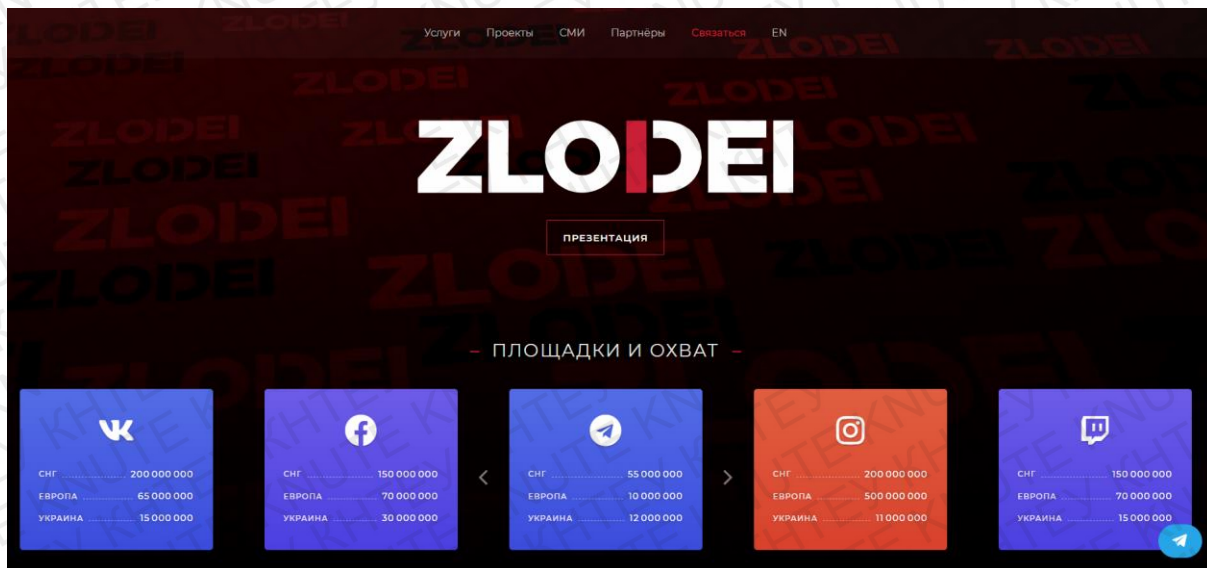 Услуги Проекты СМИ Партнёры Связаться EN
ZLODEI
ПРЕЗЕНТАЦИЯ
– ПЛОЩАДКИ И ОХВАТ –
СНГ 200 000 000
ЕВРОПА 65 000 000
УКРАИНА 15 000 000
СНГ 150 000 000
ЕВРОПА 70 000 000
УКРАИНА 30 000 000
СНГ 55 000 000
ЕВРОПА 10 000 000
УКРАИНА 12 000 000
СНГ 200 000 000
ЕВРОПА 500 000 000
УКРАИНА 11 000 000
СНГ 150 000 000
ЕВРОПА 70 000 000
УКРАИНА 15 000 000